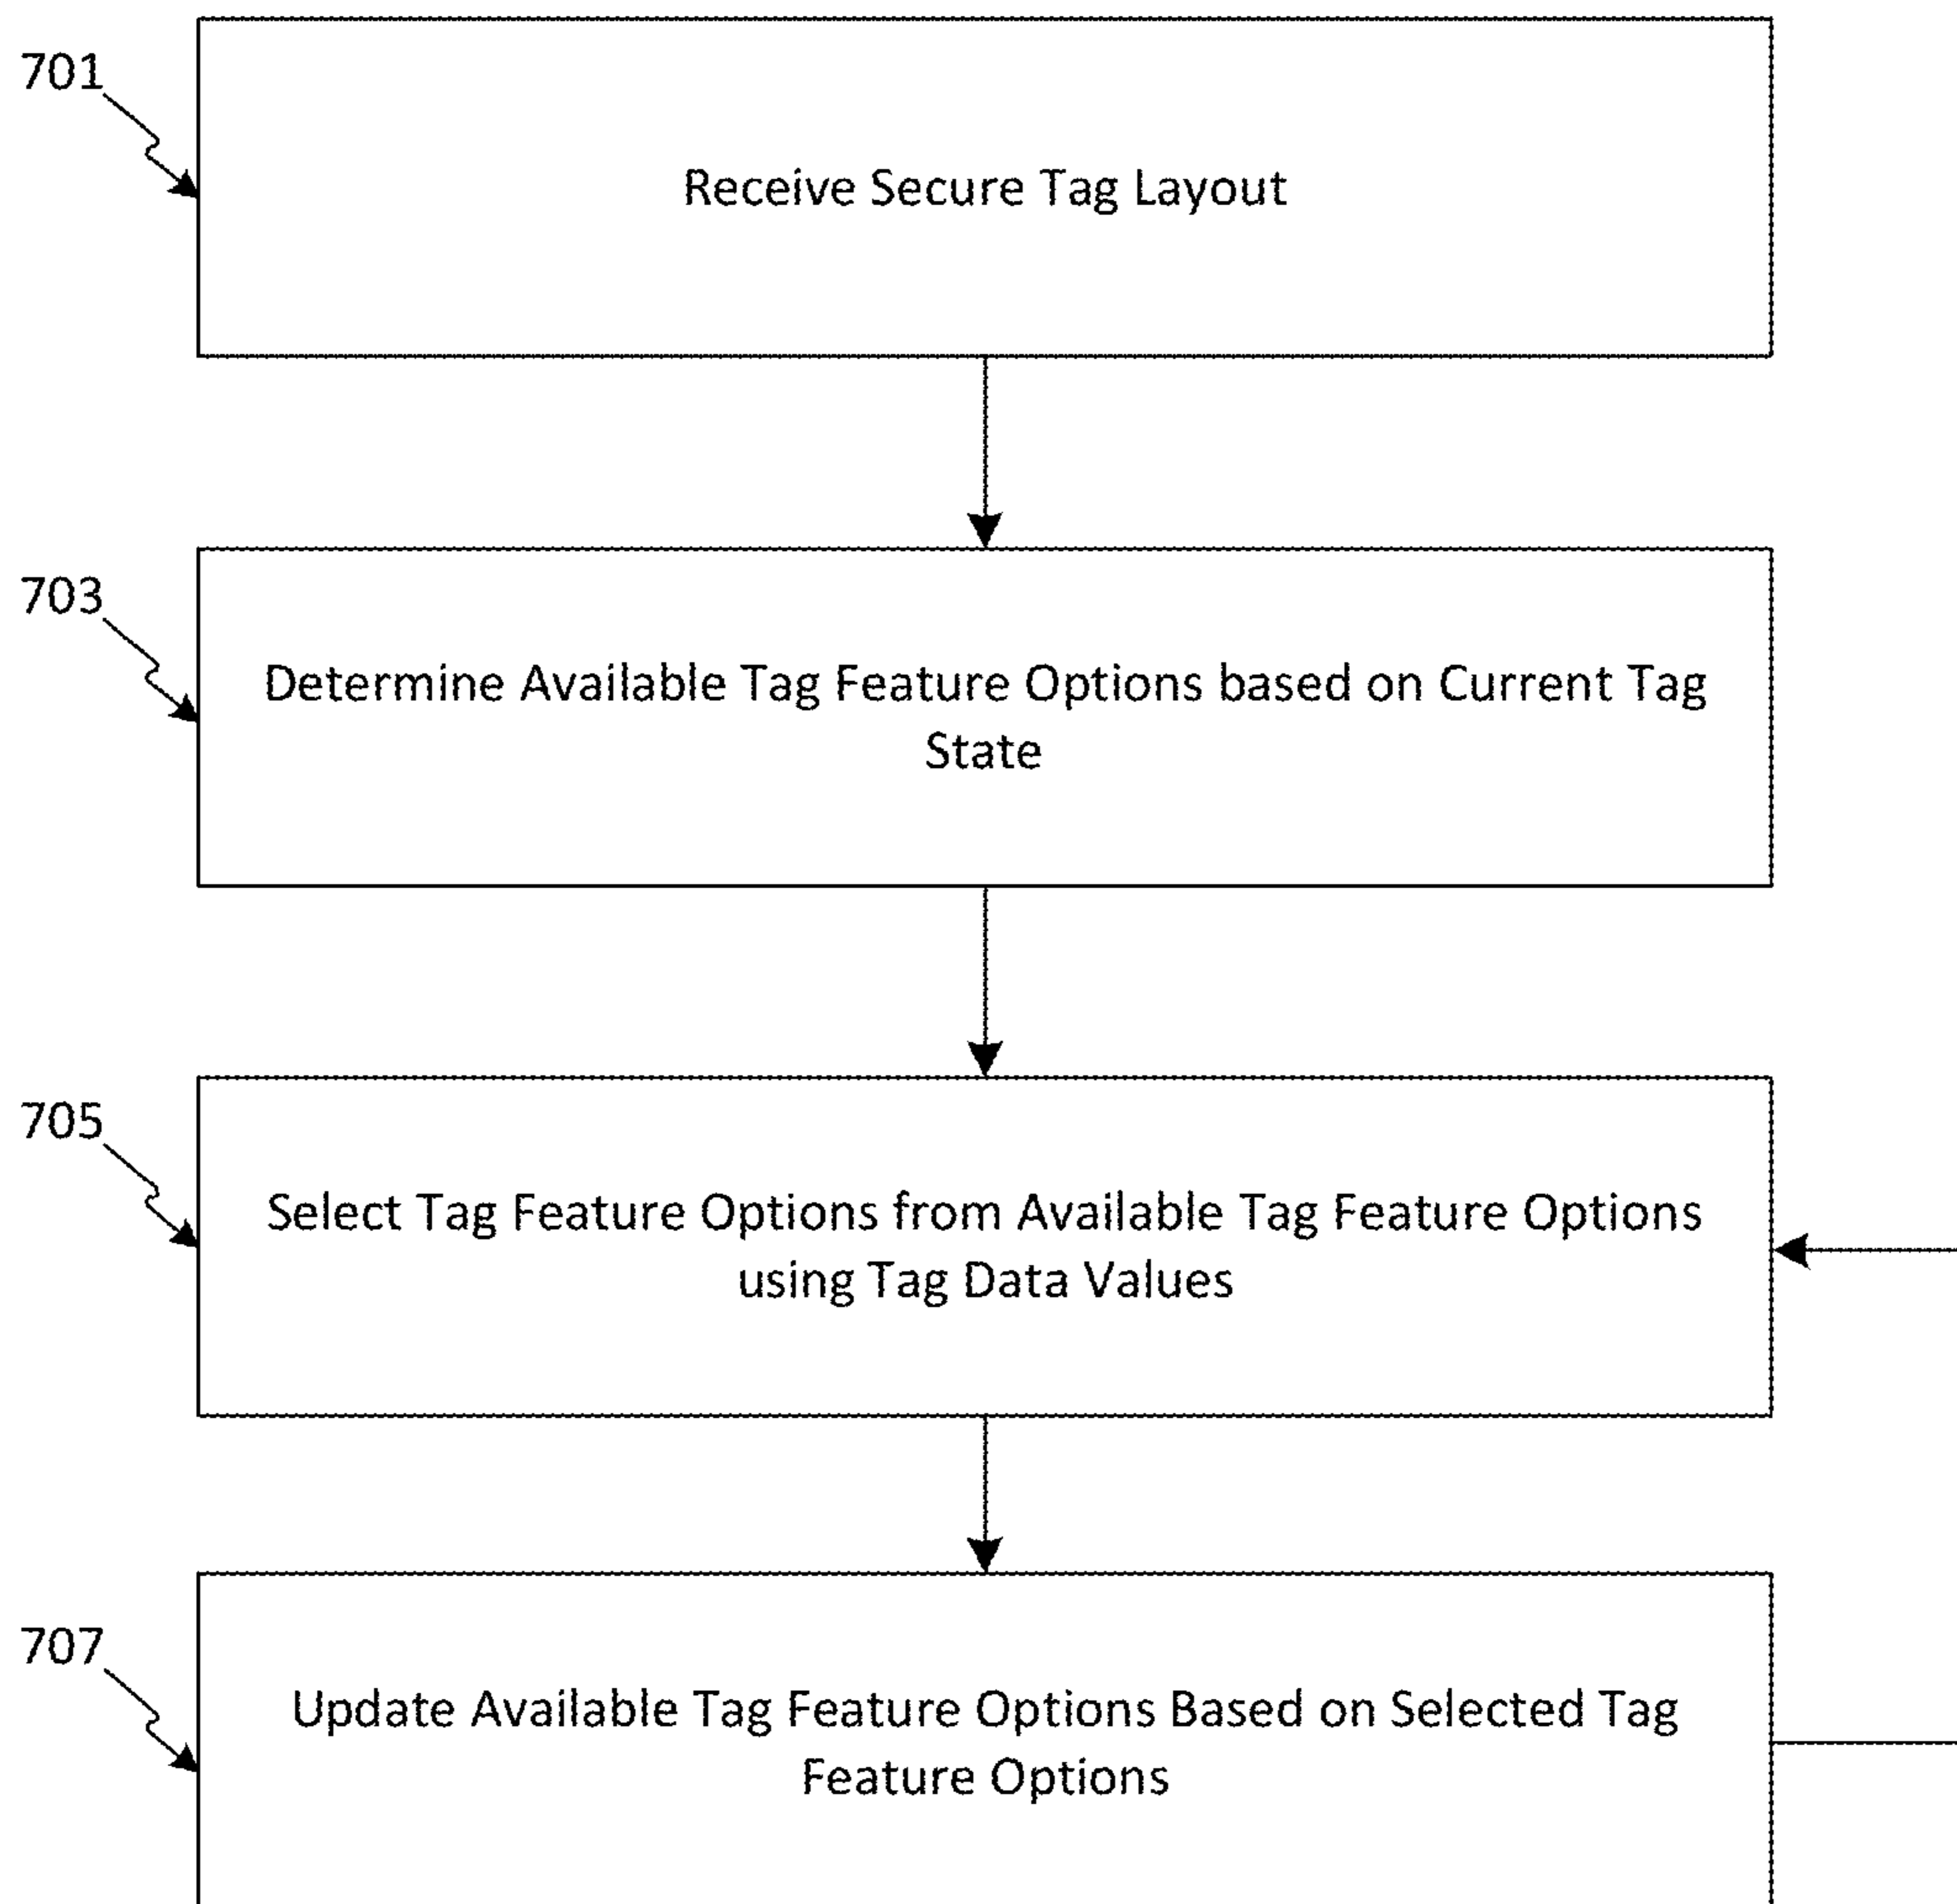 701
Receive Secure Tag Layout
703
Determine Available Tag Feature Options based on Current Tag
State
705
Select Tag Feature Options from Available Tag Feature Options
using Tag Data Values
707
Update Available Tag Feature Options Based on Selected Tag
Feature Options